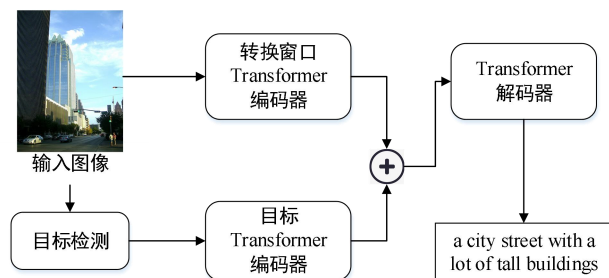 转换窗口
Transformer
编码器
Transformer
解码器
输入图像
目标检测
目标
Transformer
编码器
a city street with a
lot of tall buildings